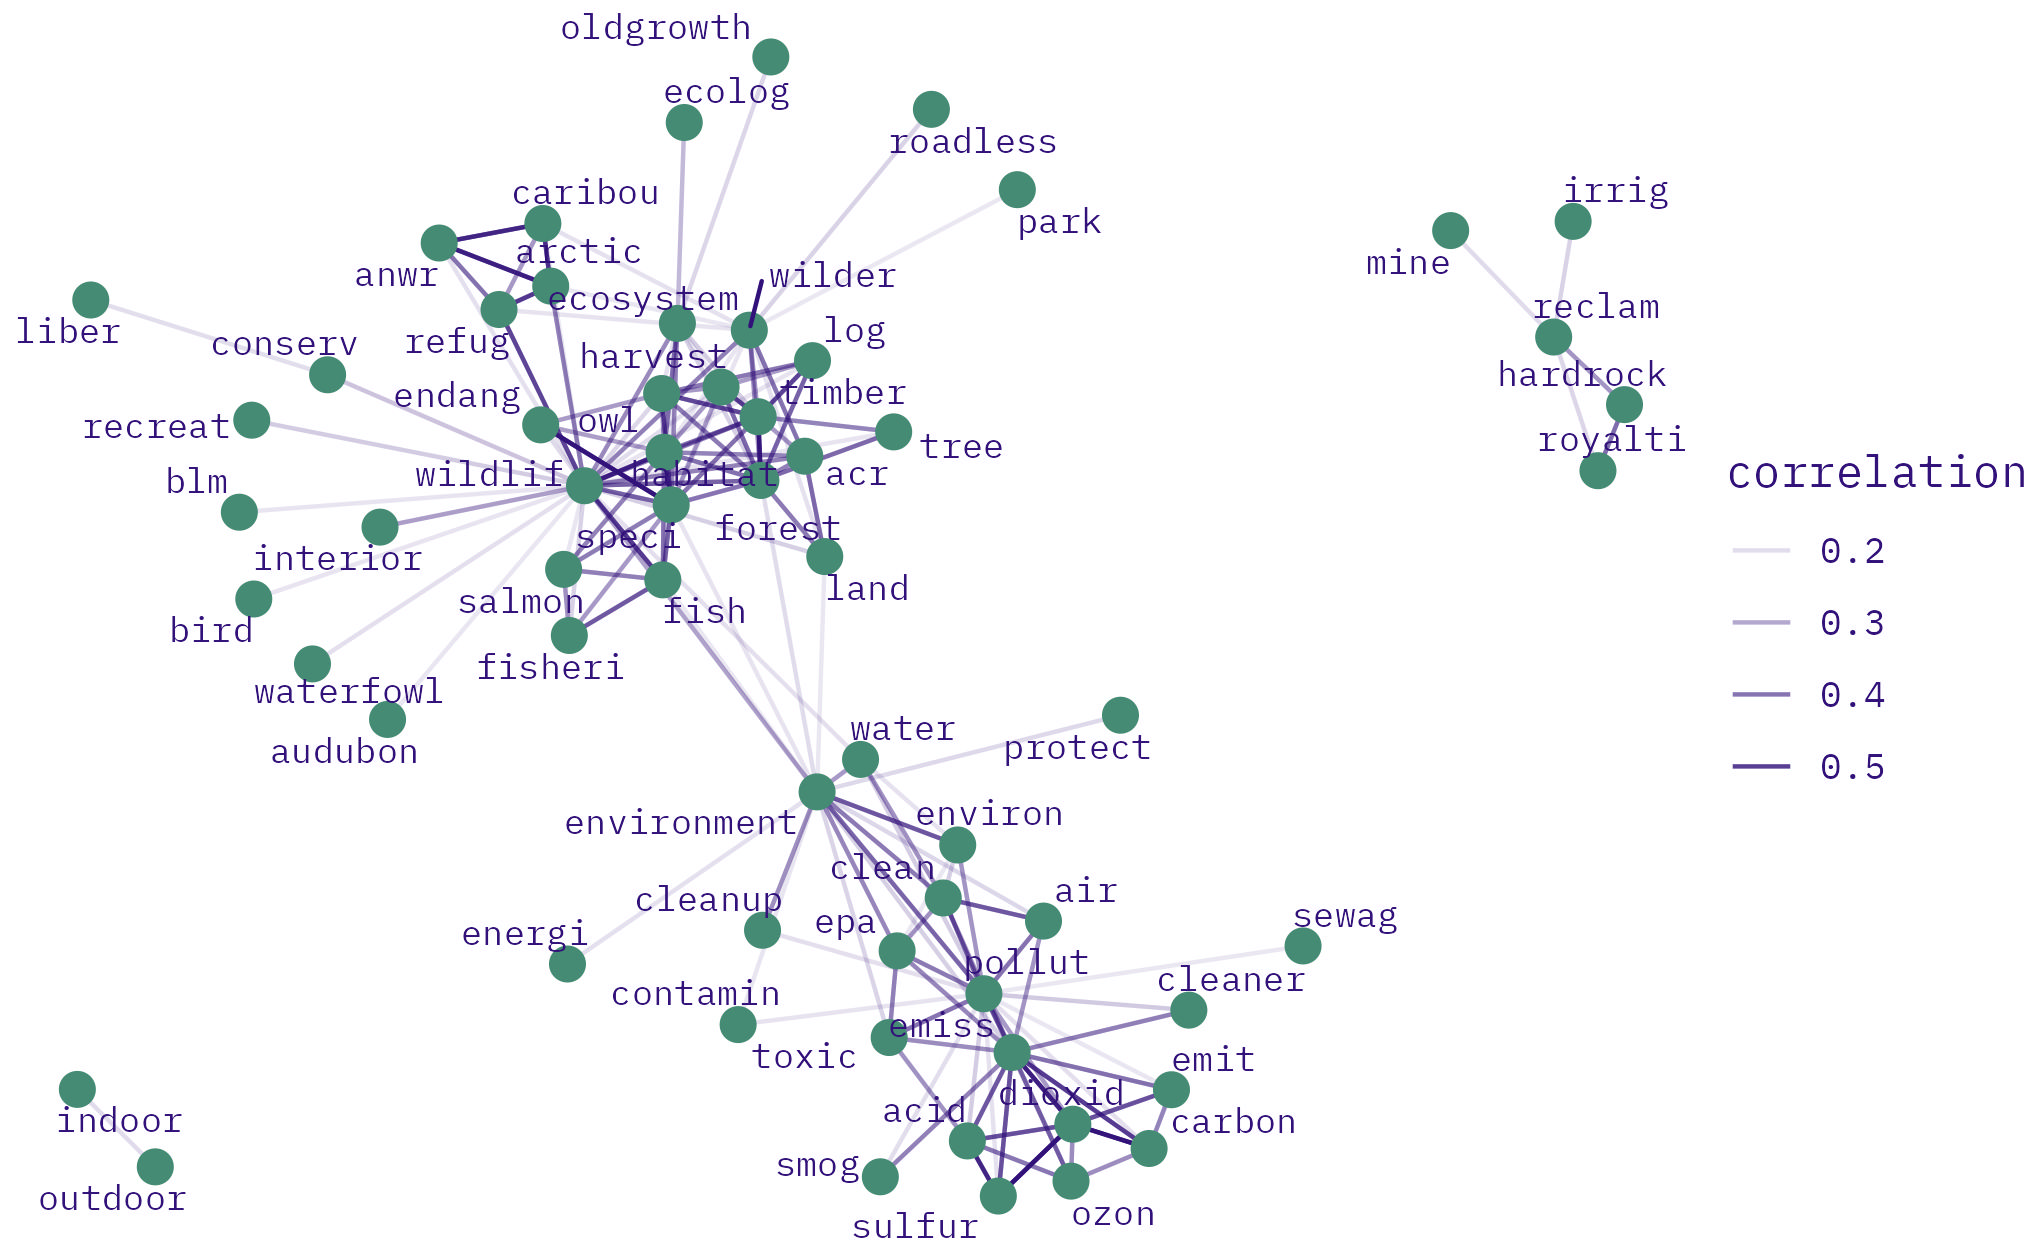 oldgrowth
ecolog
roadless
caribou
irrig
park
arctic
mine
anwr
wilder
ecosystem
reclam
liber
conserv
refug
log
harvest
hardrock
endang
timber
recreat
owl
tree
royalti
wildlif
habitat
acr
blm
correlation
speci
forest
0.2
interior
salmon
fish
land
0.3
bird
fisheri
waterfowl
0.4
audubon
water
protect
0.5
environment
environ
clean
air
cleanup
epa
sewag
energi
pollut
cleaner
contamin
emiss
toxic
emit
dioxid
acid
carbon
indoor
smog
outdoor
sulfur
ozon